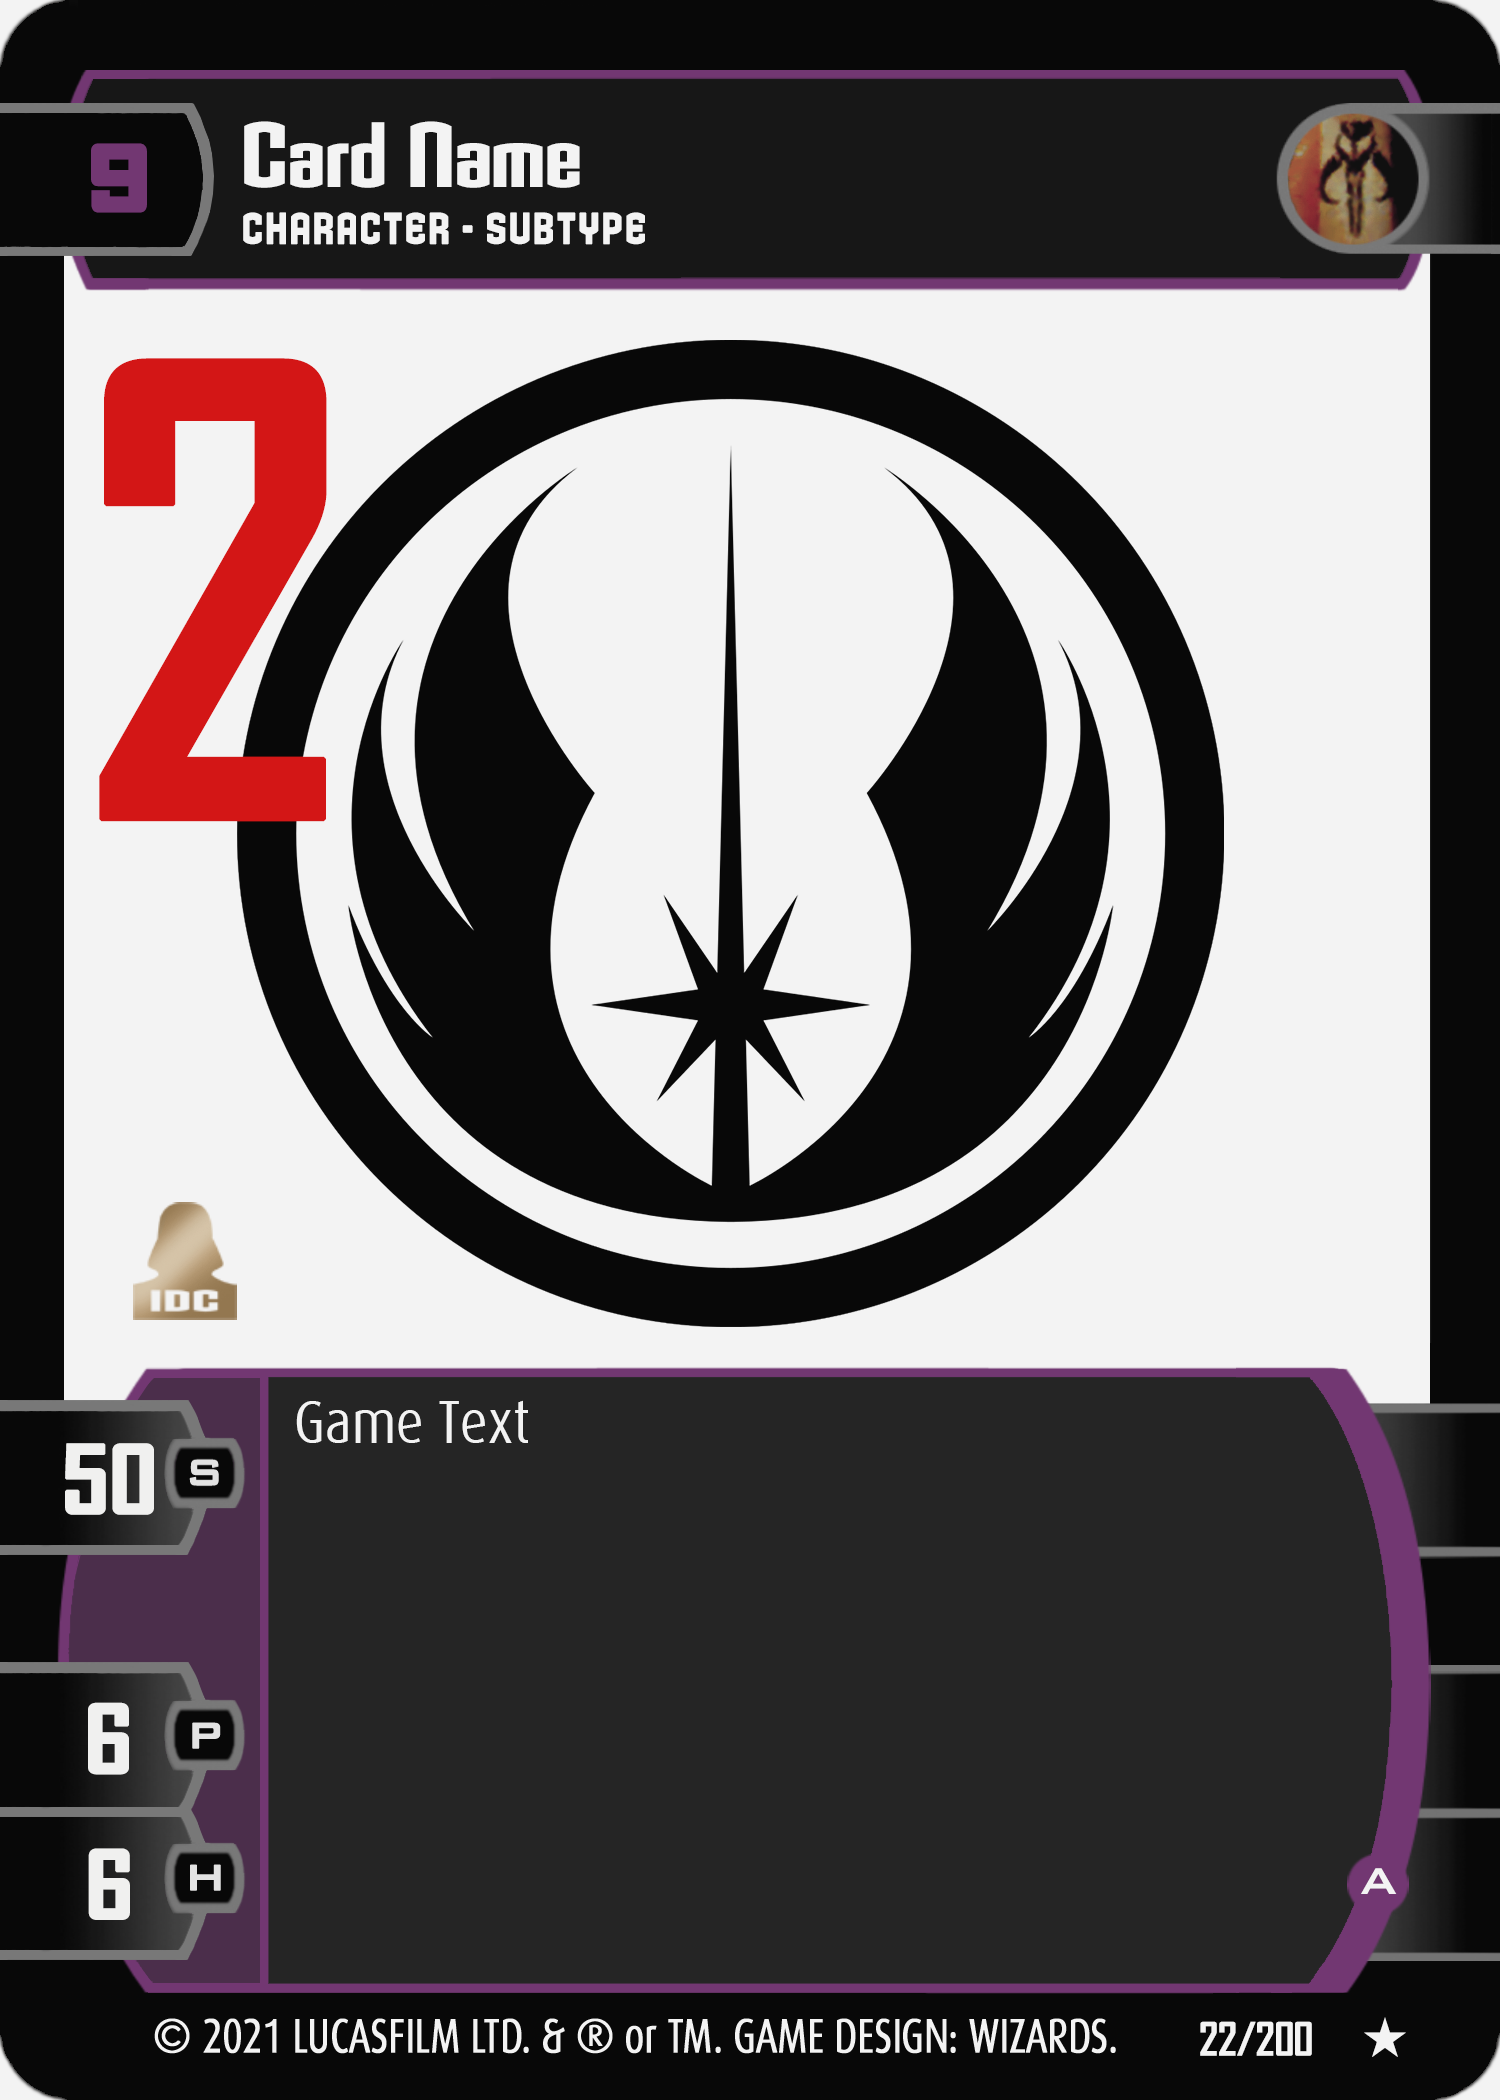 9
Card Name
CHARACTER - SUBTYPE
2
IDC
Game Text
50 S
6 P
6 H
A
© 2021 LUCASFILM LTD. & ® or TM. GAME DESIGN: WIZARDS. 22/200 ★